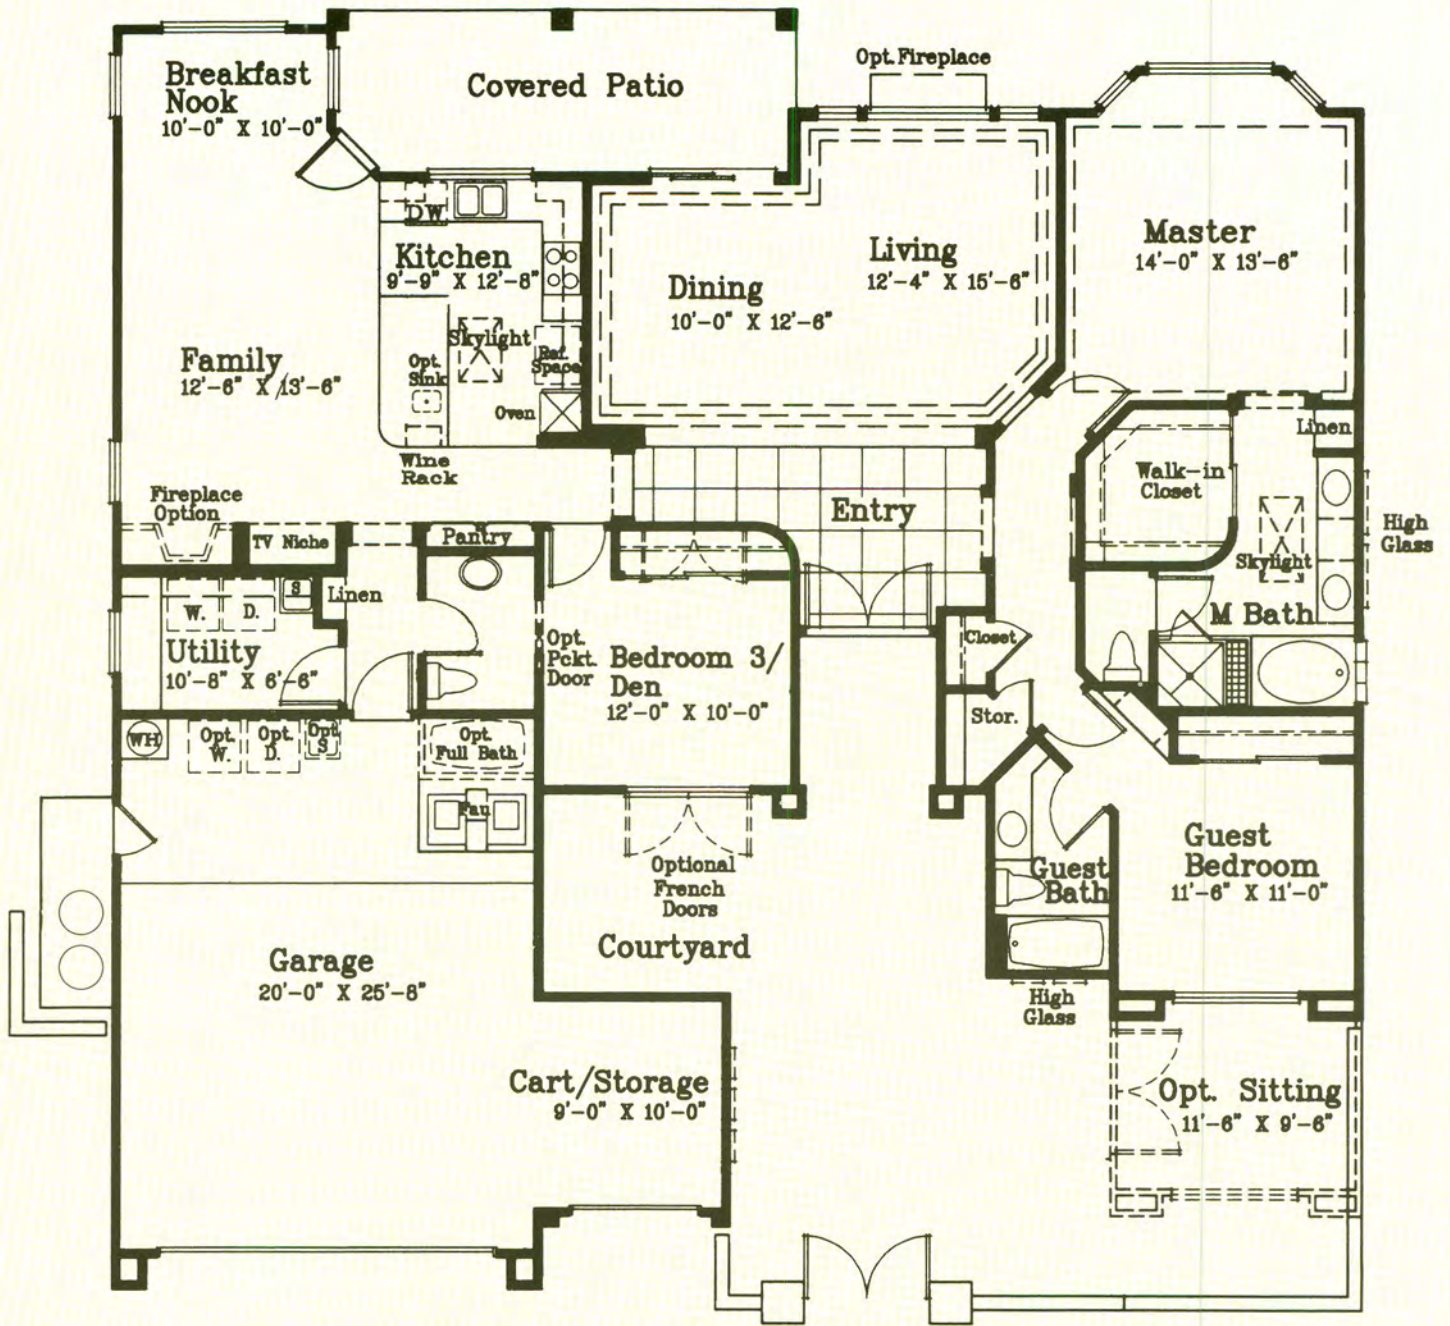 Opt. Fireplace
Breakfast
Nook
10'-0" X 10'-0"
Covered Patio
D.W.
Kitchen
9'-9" X 12'-8"
Skylight
Opt.
Sink
Ref.
Space
Oven
Wine
Rack
Family
12'-6" X 13'-6"
Dining
10'-0" X 12'-6"
Living
12'-4" X 15'-6"
Master
14'-0" X 13'-6"
Linen
Walk-in
Closet
Skylight
High
Glass
M Bath
Fireplace
Option
TV Niche
Pantry
Entry
W.
D.
S
Linen
Utility
10'-8" X 6'-6"
Opt.
Pckt.
Door
Bedroom 3/
Den
12'-0" X 10'-0"
Closet
Stor.
WH
Opt.
W.
Opt.
D.
Opt
S
Opt.
Full Bath
Fau
Optional
French
Doors
Courtyard
Guest
Bath
Guest
Bedroom
11'-6" X 11'-0"
High
Glass
Garage
20'-0" X 25'-8"
Cart/Storage
9'-0" X 10'-0"
Opt. Sitting
11'-6" X 9'-6"